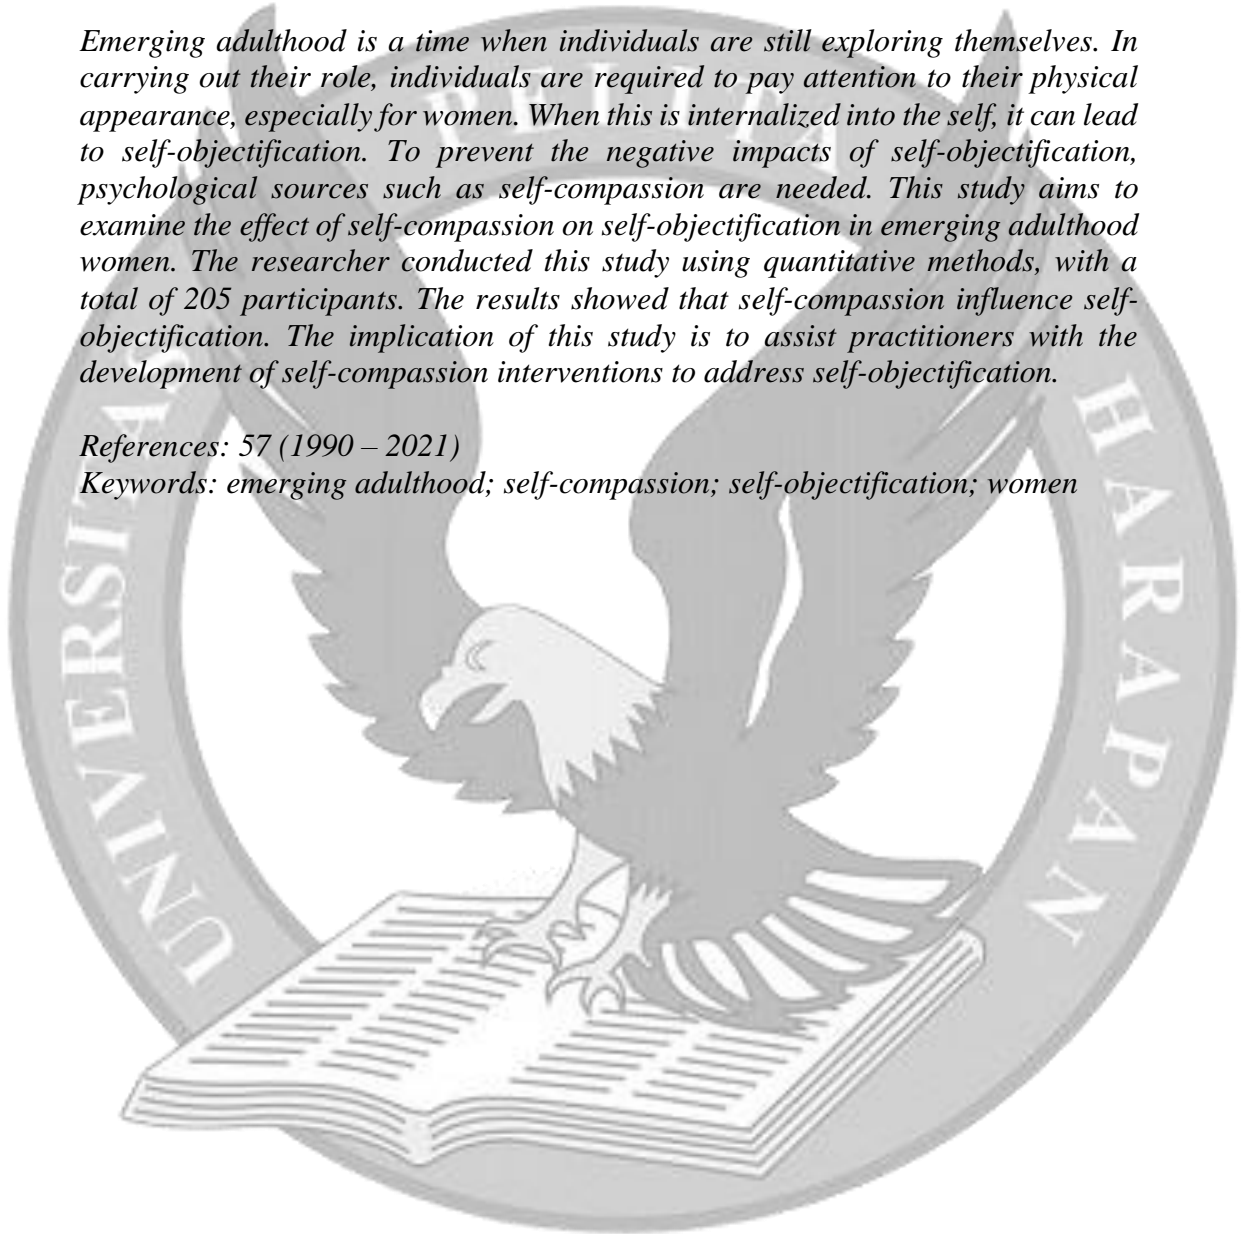 Emerging adulthood is a time when individuals are still exploring themselves. In
carrying out their role, individuals are required to pay attention to their physical
appearance, especially for women. When this is internalized into the self, it can lead
to self-objectification. To prevent the negative impacts of self-objectification,
psychological sources such as self-compassion are needed. This study aims to
examine the effect of self-compassion on self-objectification in emerging adulthood
women. The researcher conducted this study using quantitative methods, with a
total of 205 participants. The results showed that self-compassion influence self-
objectification. The implication of this study is to assist practitioners with the
development of self-compassion interventions to address self-objectification.
References: 57 (1990 – 2021)
Keywords: emerging adulthood; self-compassion; self-objectification; women
UNIVERSITAS
PELITA
HARAPAN